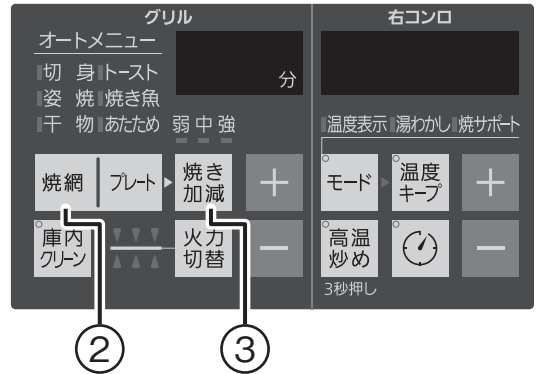 グリル
オートメニュー
切 身 トースト
姿 焼 焼き魚
干 物 あたため
弱 中 強
分
焼網 プレート
焼き
加減
+
庫内
クリーン
火力
切替
−
②
③
右コンロ
温度表示 湯わかし 焼サポート
モード
温度
キープ
+
高温
炒め
−
3秒押し